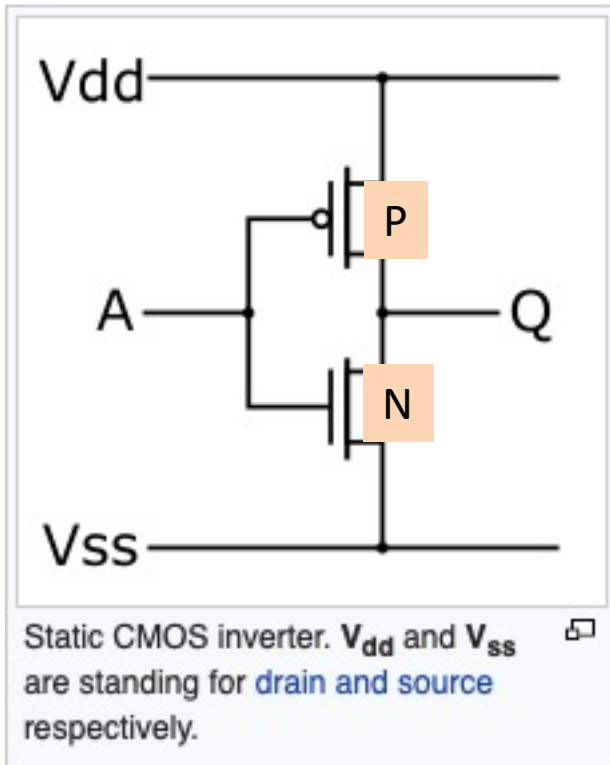 Vdd
P
A
Q
N
Vss
Static CMOS inverter. Vdd and Vss
are standing for drain and source
respectively.